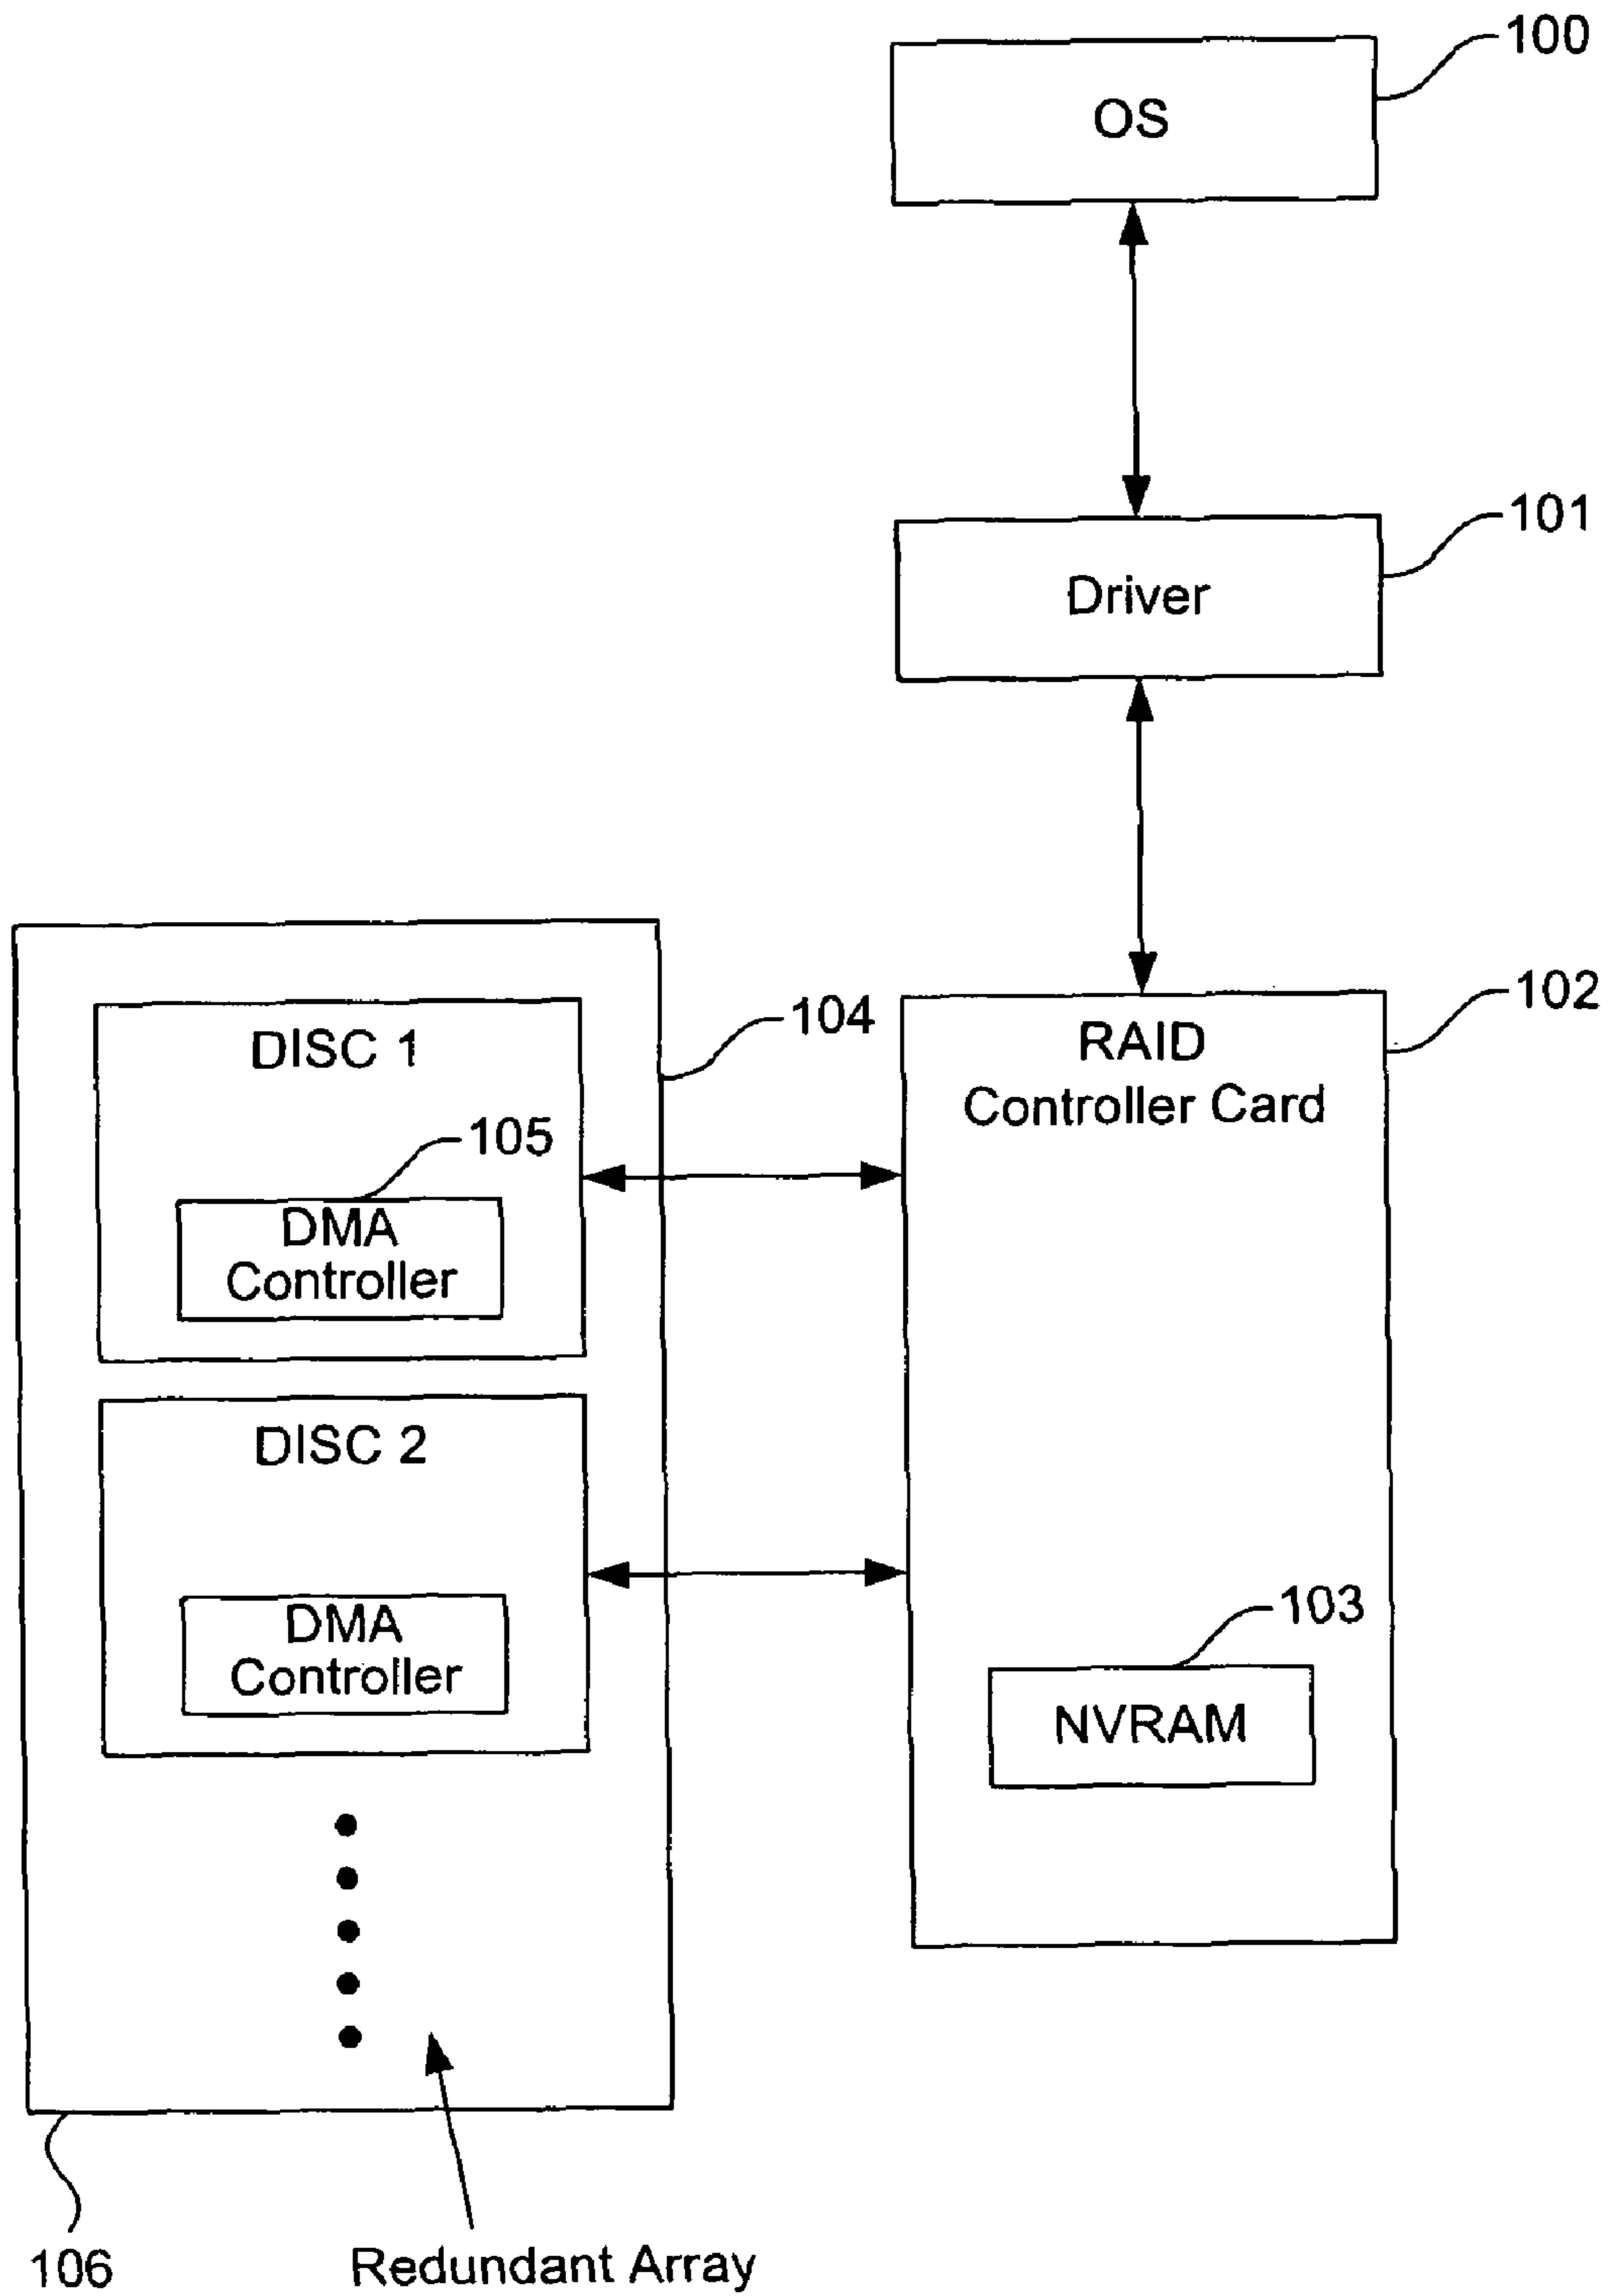 100
OS
101
Driver
102
RAID
Controller Card
104
DISC 1
105
DMA
Controller
DISC 2
DMA
Controller
103
NVRAM
106
Redundant Array